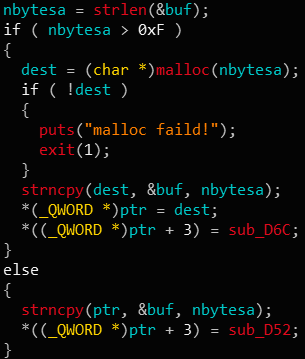 nbytesa = strlen(&buf);
if ( nbytesa > 0xF )
{
  dest = (char *)malloc(nbytesa);
  if ( !dest )
  {
    puts("malloc faild!");
    exit(1);
  }
  strncpy(dest, &buf, nbytesa);
  *(_QWORD *)ptr = dest;
  *((_QWORD *)ptr + 3) = sub_D6C;
}
else
{
  strncpy(ptr, &buf, nbytesa);
  *((_QWORD *)ptr + 3) = sub_D52;
}